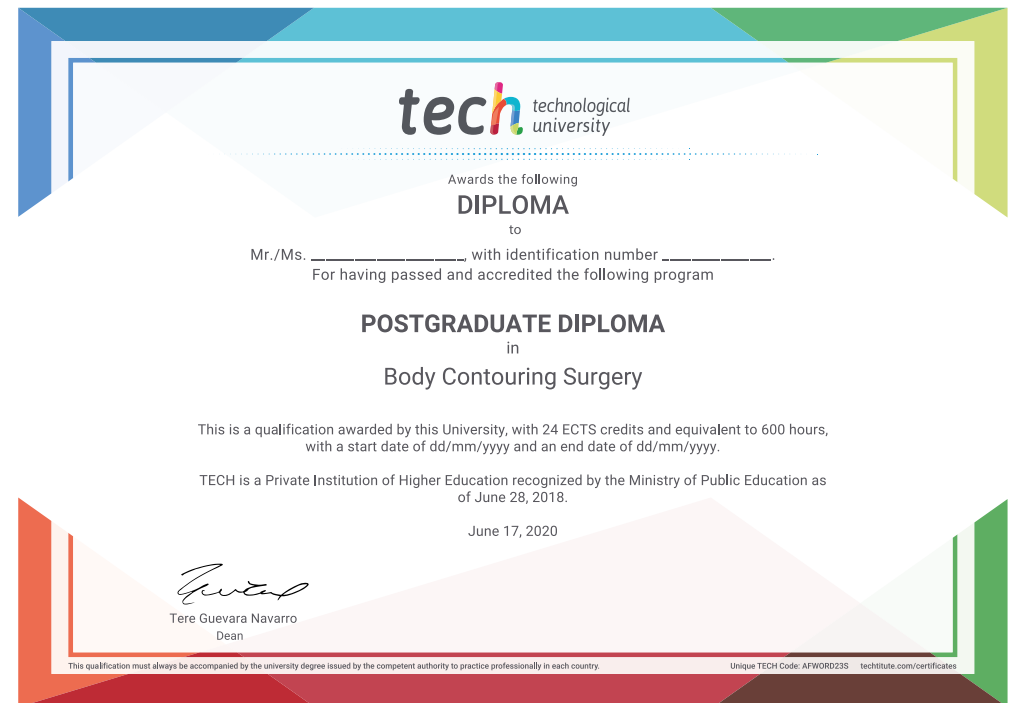 tech technological
university
Awards the following
DIPLOMA
to
Mr./Ms. ____________________, with identification number ______________.
For having passed and accredited the following program
POSTGRADUATE DIPLOMA
in
Body Contouring Surgery
This is a qualification awarded by this University, with 24 ECTS credits and equivalent to 600 hours,
with a start date of dd/mm/yyyy and an end date of dd/mm/yyyy.
TECH is a Private Institution of Higher Education recognized by the Ministry of Public Education as
of June 28, 2018.
June 17, 2020
Tere Guevara Navarro
Dean
This qualification must always be accompanied by the university degree issued by the competent authority to practice professionally in each country.
Unique TECH Code: AFWORD23S techtitute.com/certificates